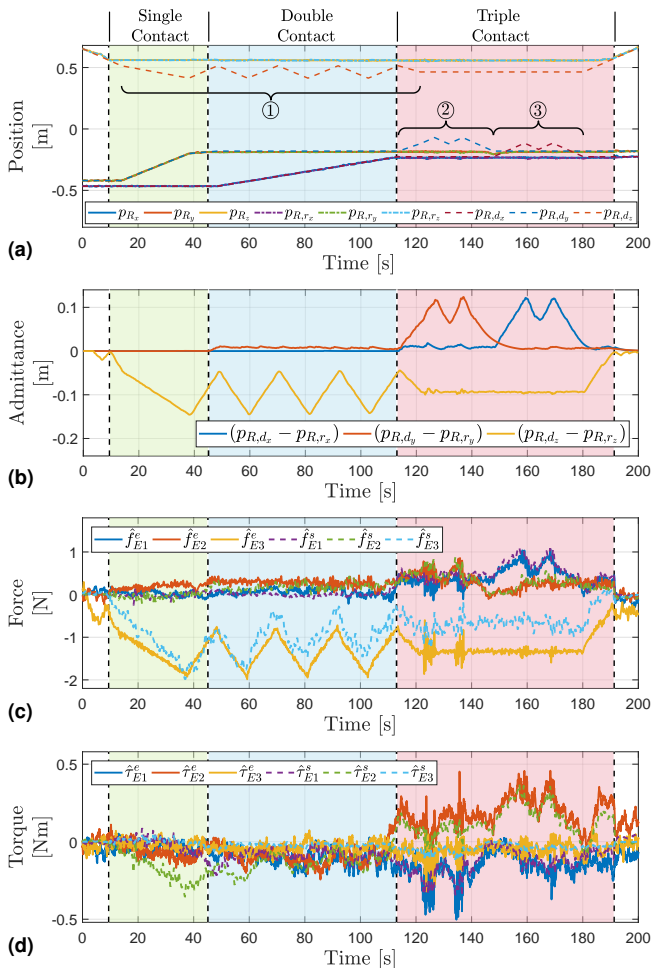 Single Contact
Double Contact
Triple Contact
0.5
0
-0.5
Position [m]
①
②
③
p_{R_x} p_{R_y} p_{R_z} p_{R,r_x} p_{R,r_y} p_{R,r_z} p_{R,d_x} p_{R,d_y} p_{R,d_z}
0 20 40 60 80 100 120 140 160 180 200
(a)
Time [s]
0.1
0
-0.1
-0.2
Admittance [m]
(p_{R,d_x} − p_{R,r_x}) (p_{R,d_y} − p_{R,r_y}) (p_{R,d_z} − p_{R,r_z})
0 20 40 60 80 100 120 140 160 180 200
(b)
Time [s]
f̂^e_{E1} f̂^e_{E2} f̂^e_{E3} f̂^s_{E1} f̂^s_{E2} f̂^s_{E3}
1
0
-1
-2
Force [N]
0 20 40 60 80 100 120 140 160 180 200
(c)
Time [s]
τ̂^e_{E1} τ̂^e_{E2} τ̂^e_{E3} τ̂^s_{E1} τ̂^s_{E2} τ̂^s_{E3}
0.5
0
-0.5
Torque [Nm]
0 20 40 60 80 100 120 140 160 180 200
(d)
Time [s]